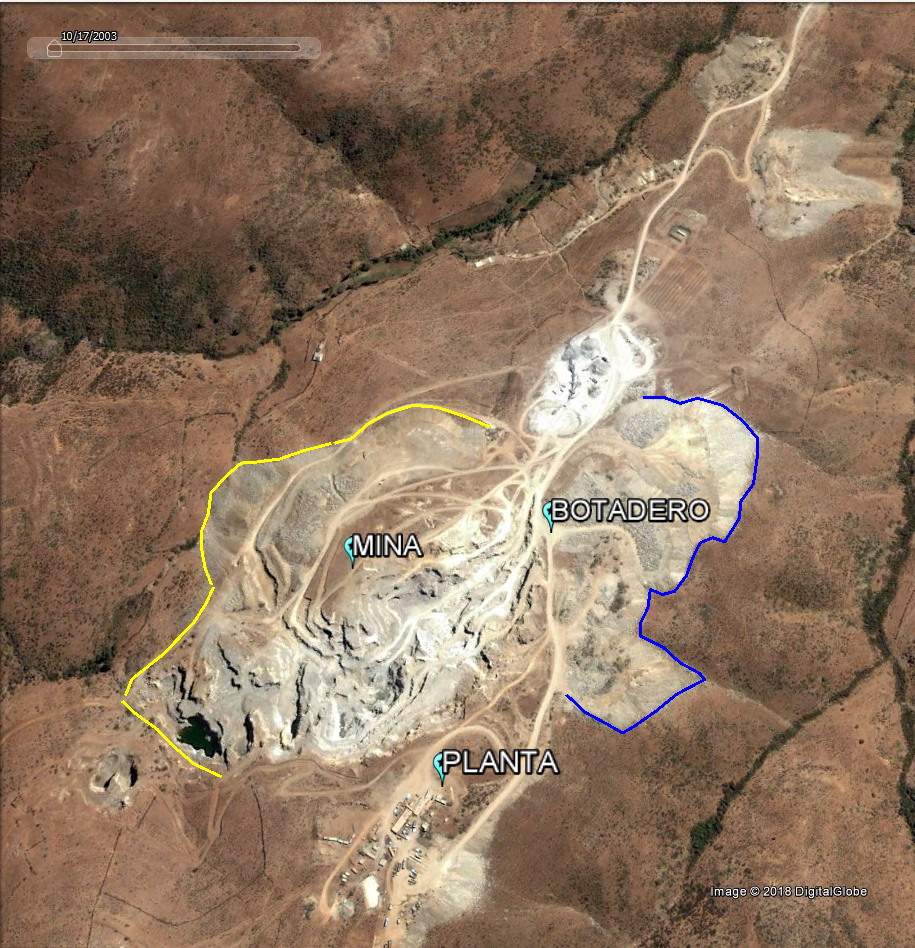 10/17/2003
BOTADERO
MINA
PLANTA
Image © 2018 DigitalGlobe